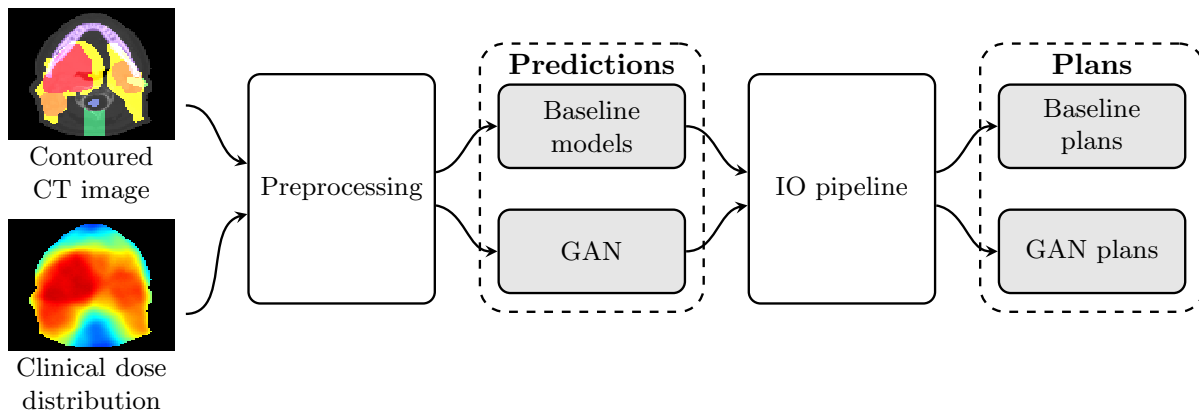 Contoured
CT image
Clinical dose
distribution
Preprocessing
Predictions
Baseline
models
GAN
IO pipeline
Plans
Baseline
plans
GAN plans